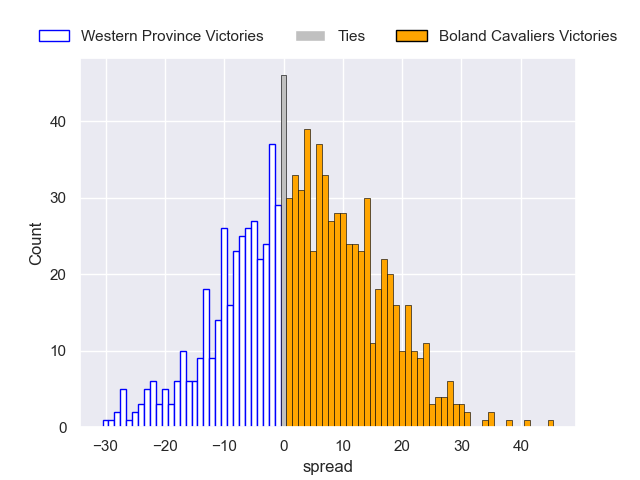 Western Province Victories Ties Boland Cavaliers Victories
40
30
20
10
0
Count
−30 −20 −10 0 10 20 30 40
spread